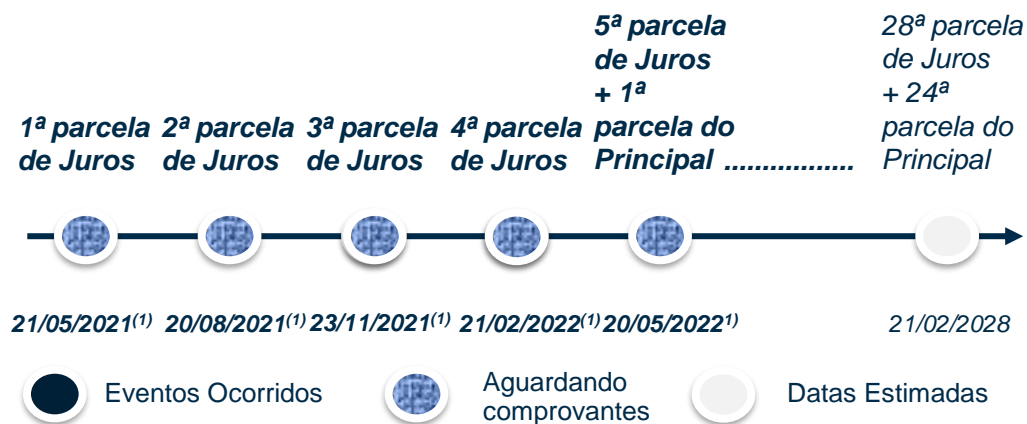 1ª parcela
de Juros
2ª parcela
de Juros
3ª parcela
de Juros
4ª parcela
de Juros
5ª parcela
de Juros
+ 1ª
parcela do
Principal .................
28ª parcela
de Juros
+ 24ª
parcela do
Principal
21/05/2021(1)
20/08/2021(1)
23/11/2021(1)
21/02/2022(1)
20/05/20221)
21/02/2028
Eventos Ocorridos
Aguardando
comprovantes
Datas Estimadas